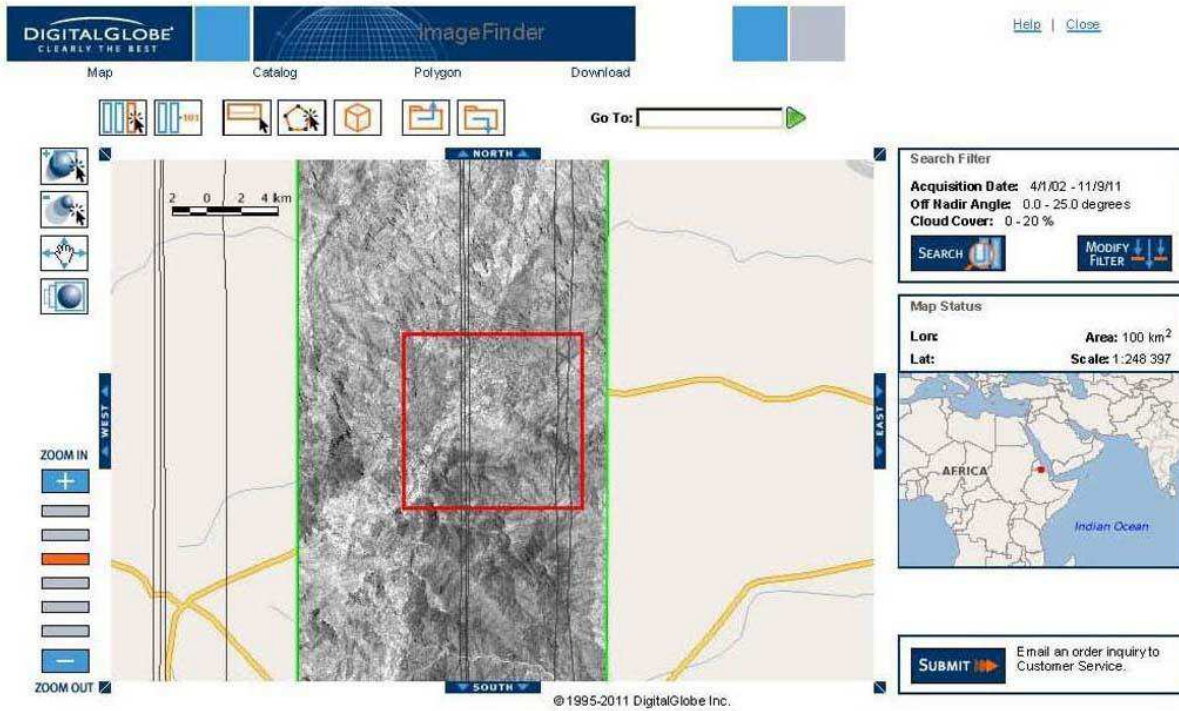 DIGITALGLOBE®
CLEARLY THE BEST
ImageFinder
Help | Close
Map Catalog Polygon Download
101
Go To:
NORTH
2 0 2 4 km
WEST
EAST
ZOOM IN
ZOOM OUT
SOUTH
Search Filter
Acquisition Date: 4/1/02 - 11/9/11
Off Nadir Angle: 0.0 - 25.0 degrees
Cloud Cover: 0 - 20 %
SEARCH
MODIFY
FILTER
Map Status
Lon: Area: 100 km²
Lat: Scale: 1:248 397
AFRICA
Indian Ocean
SUBMIT
Email an order inquiry to
Customer Service.
© 1995-2011 DigitalGlobe Inc.